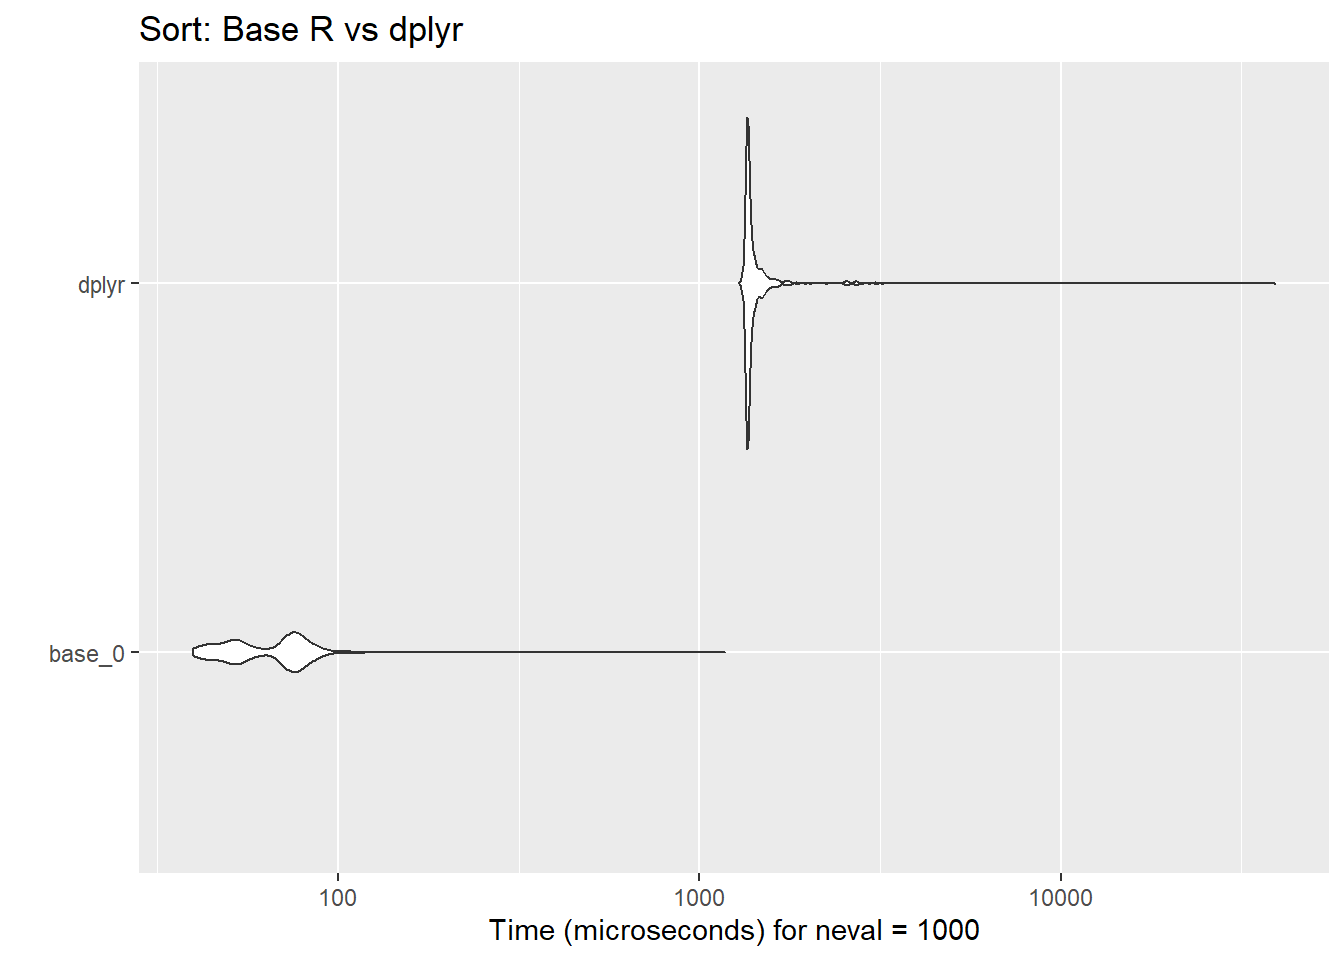 Sort: Base R vs dplyr
dplyr
base_0
100
1000
10000
Time (microseconds) for neval = 1000